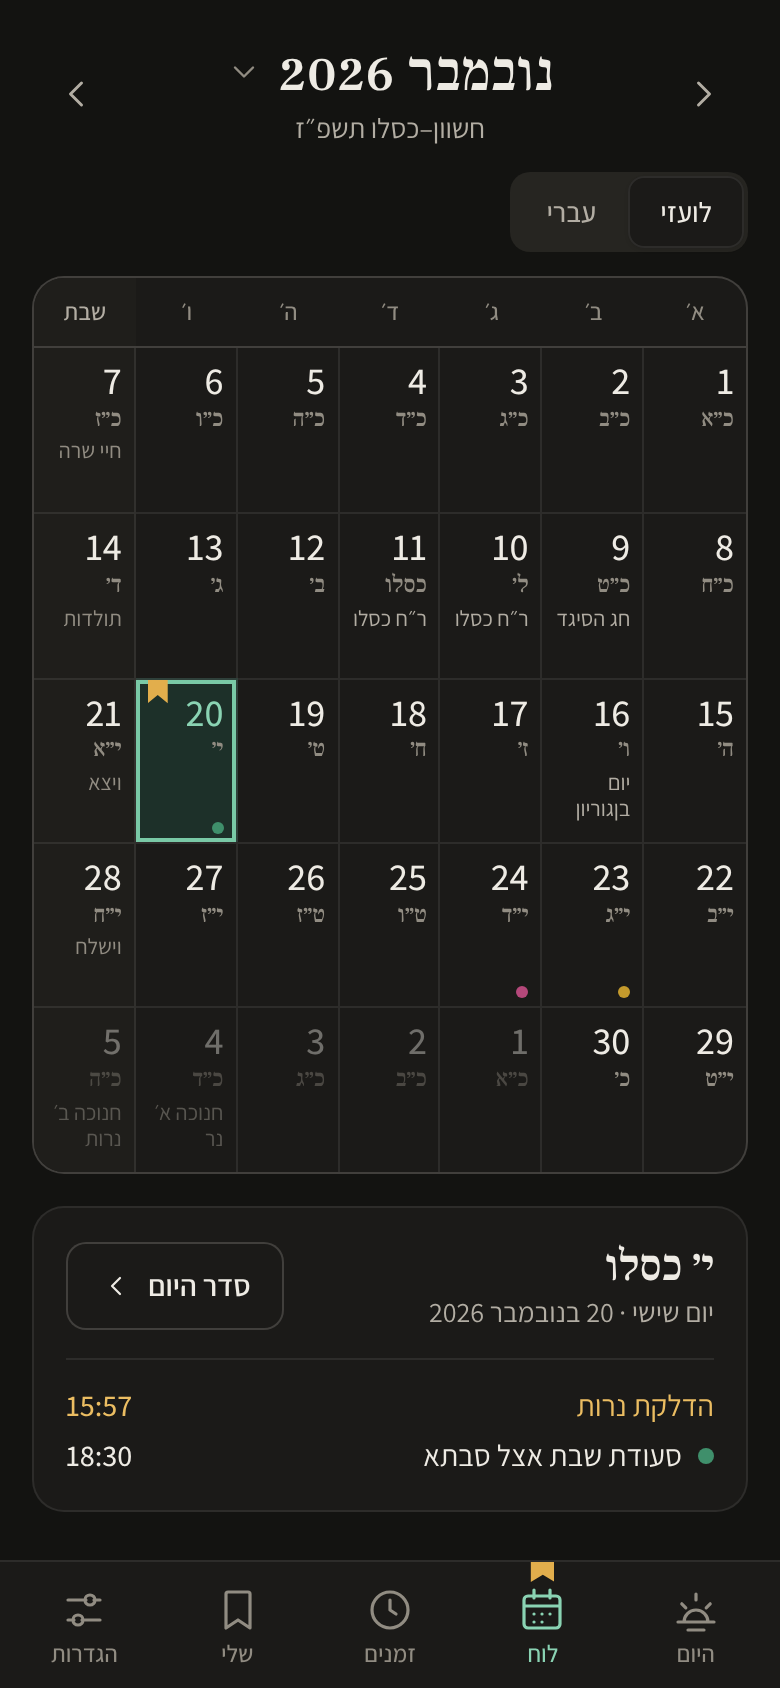 נובמבר 2026
חשוון–כסלו תשפ״ז
לועזי עברי
א׳ ב׳ ג׳ ד׳ ה׳ ו׳ שבת
1 2 3 4 5 6 7
כ״א כ״ב כ״ג כ״ד כ״ה כ״ו כ״ז
חיי שרה
8 9 10 11 12 13 14
כ״ח כ״ט ל׳ כסלו ב׳ ג׳ ד׳
חג הסיגד ר״ח כסלו ר״ח כסלו תולדות
15 16 17 18 19 20 21
ה׳ ו׳ ז׳ ח׳ ט׳ י׳ י״א
יום ויצא
בןגוריון
22 23 24 25 26 27 28
י״ב י״ג י״ד ט״ו ט״ז י״ז י״ח
וישלח
29 30 1 2 3 4 5
י״ט כ׳ כ״א כ״ב כ״ג כ״ד כ״ה
חנוכה א׳ חנוכה ב׳
נר נרות
י׳ כסלו
סדר היום
יום שישי · 20 בנובמבר 2026
הדלקת נרות 15:57
סעודת שבת אצל סבתא 18:30
היום לוח זמנים שלי הגדרות